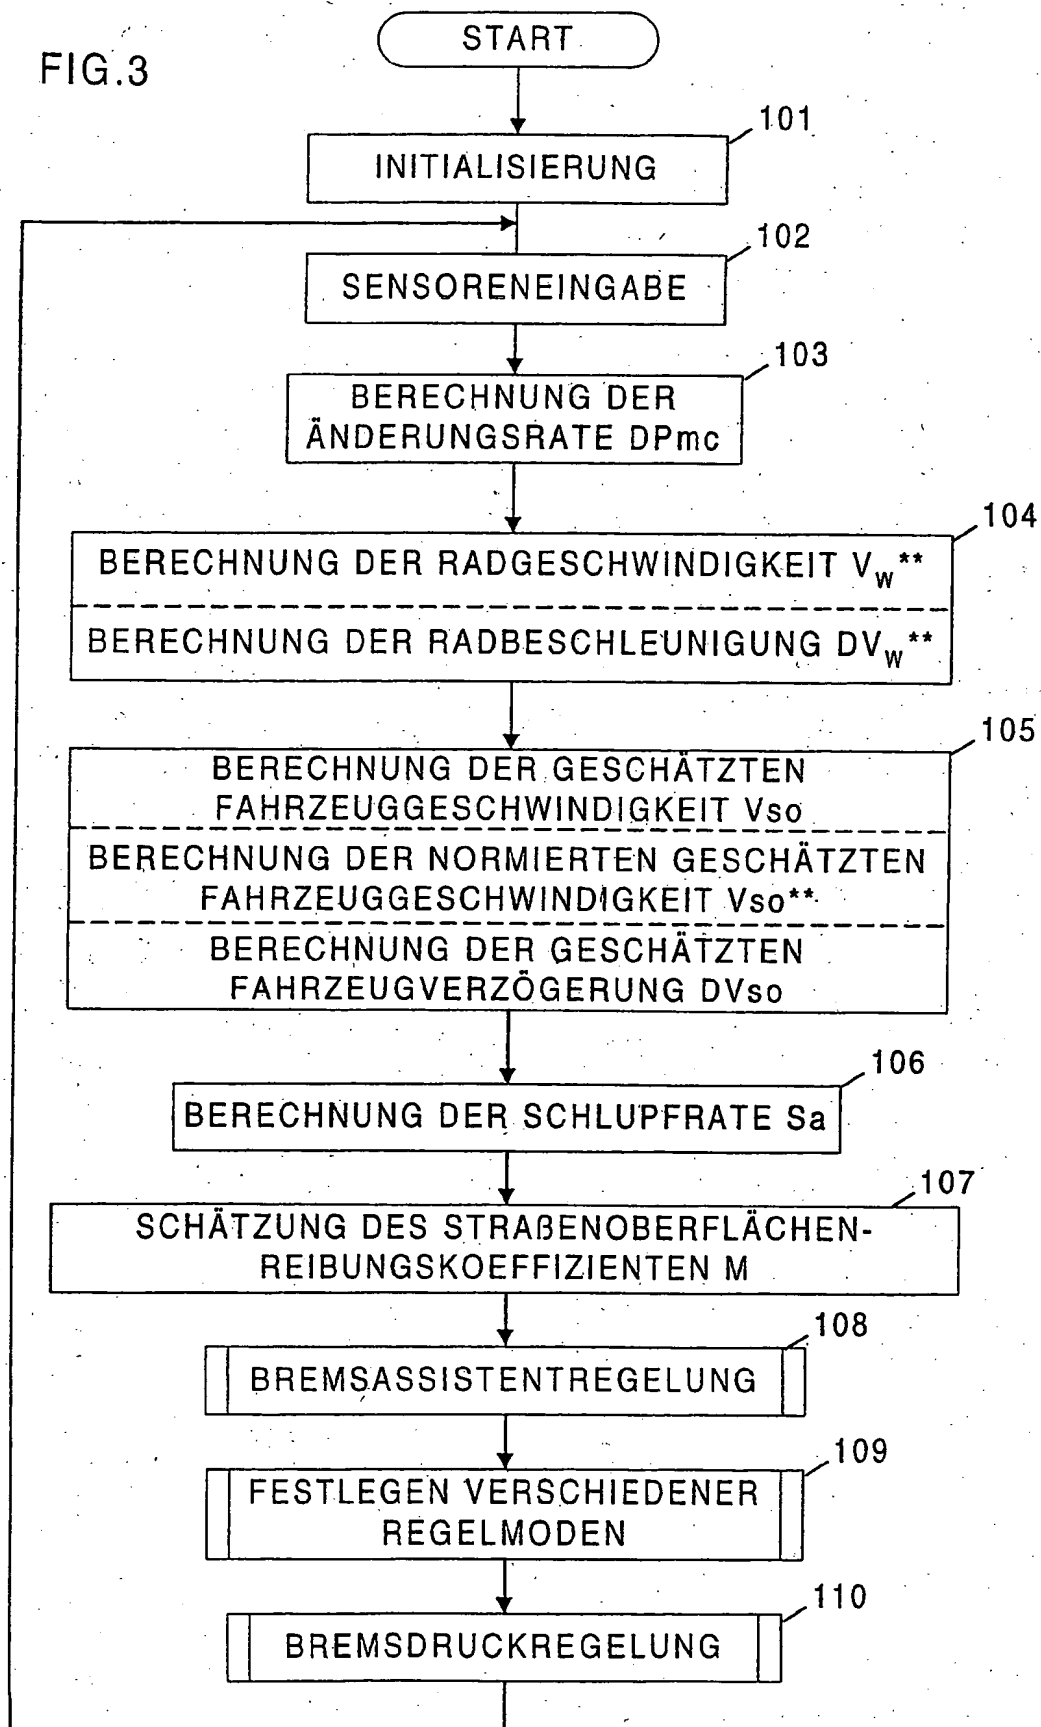 FIG.3
START
101
INITIALISIERUNG
102
SENSORENEINGABE
103
BERECHNUNG DER
ÄNDERUNGSRATE DPmc
104
BERECHNUNG DER RADGESCHWINDIGKEIT Vw**
BERECHNUNG DER RADBESCHLEUNIGUNG DVw**
105
BERECHNUNG DER GESCHÄTZTEN
FAHRZEUGGESCHWINDIGKEIT Vso
BERECHNUNG DER NORMIERTEN GESCHÄTZTEN
FAHRZEUGGESCHWINDIGKEIT Vso**
BERECHNUNG DER GESCHÄTZTEN
FAHRZEUGVERZÖGERUNG DVso
106
BERECHNUNG DER SCHLUPFRATE Sa
107
SCHÄTZUNG DES STRAßENOBERFLÄCHEN-
REIBUNGSKOEFFIZIENTEN M
108
BREMSASSISTENTREGELUNG
109
FESTLEGEN VERSCHIEDENER
REGELMODEN
110
BREMSDRUCKREGELUNG